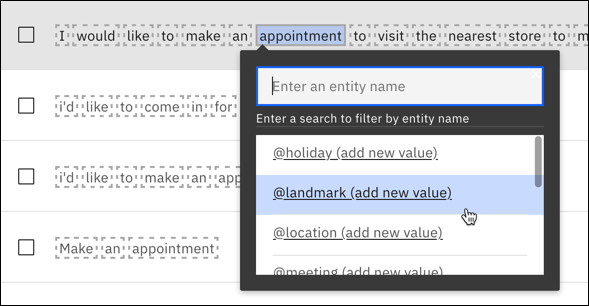 I would like to make an appointment to visit the nearest store to m
Enter an entity name
i'd like to come in for
Enter a search to filter by entity name
@holiday (add new value)
i'd like to make an app
@landmark (add new value)
@location (add new value)
Make an appointment
@meeting (add new value)